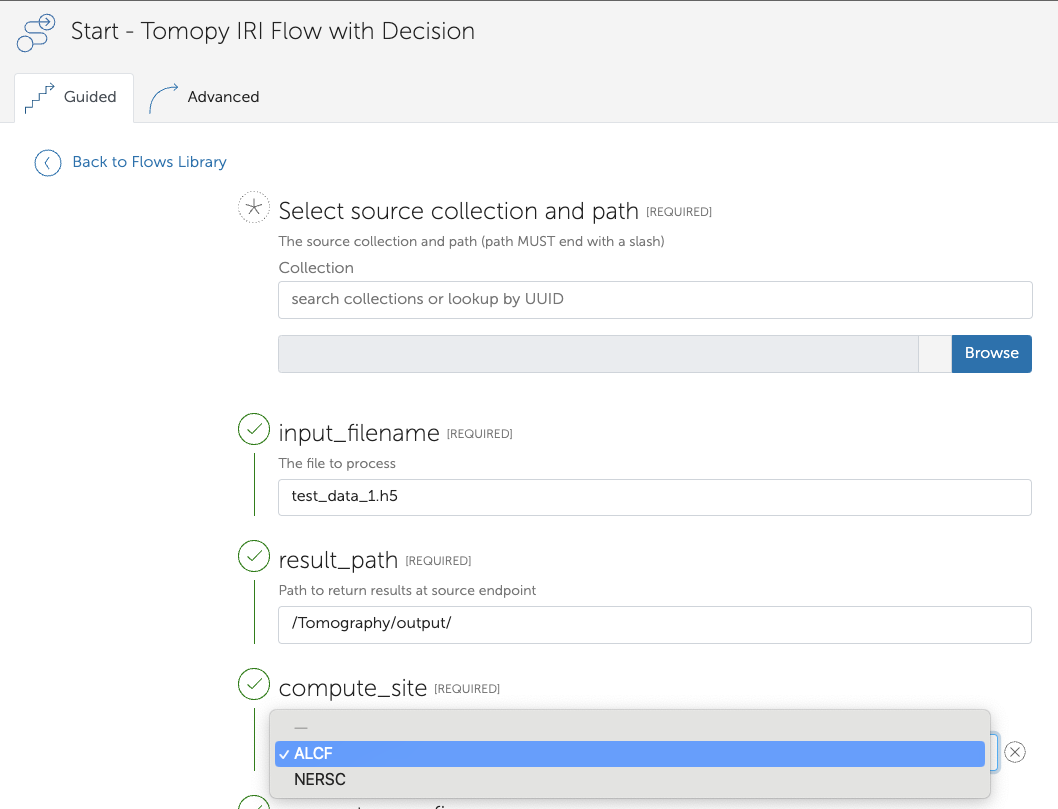 Start - Tomopy IRI Flow with Decision
Guided
Advanced
Back to Flows Library
Select source collection and path [REQUIRED]
The source collection and path (path MUST end with a slash)
Collection
search collections or lookup by UUID
Browse
input_filename [REQUIRED]
The file to process
test_data_1.h5
result_path [REQUIRED]
Path to return results at source endpoint
/Tomography/output/
compute_site [REQUIRED]
—
✓ ALCF
NERSC